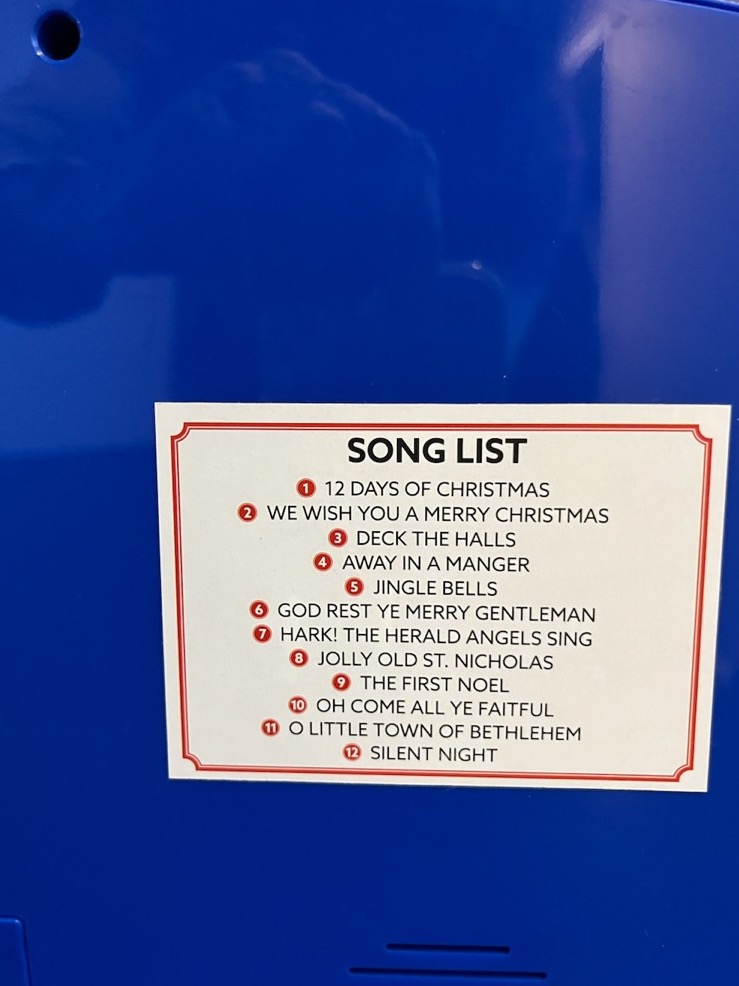 SONG LIST
1 12 DAYS OF CHRISTMAS
2 WE WISH YOU A MERRY CHRISTMAS
3 DECK THE HALLS
4 AWAY IN A MANGER
5 JINGLE BELLS
6 GOD REST YE MERRY GENTLEMAN
7 HARK! THE HERALD ANGELS SING
8 JOLLY OLD ST. NICHOLAS
9 THE FIRST NOEL
10 OH COME ALL YE FAITFUL
11 O LITTLE TOWN OF BETHLEHEM
12 SILENT NIGHT